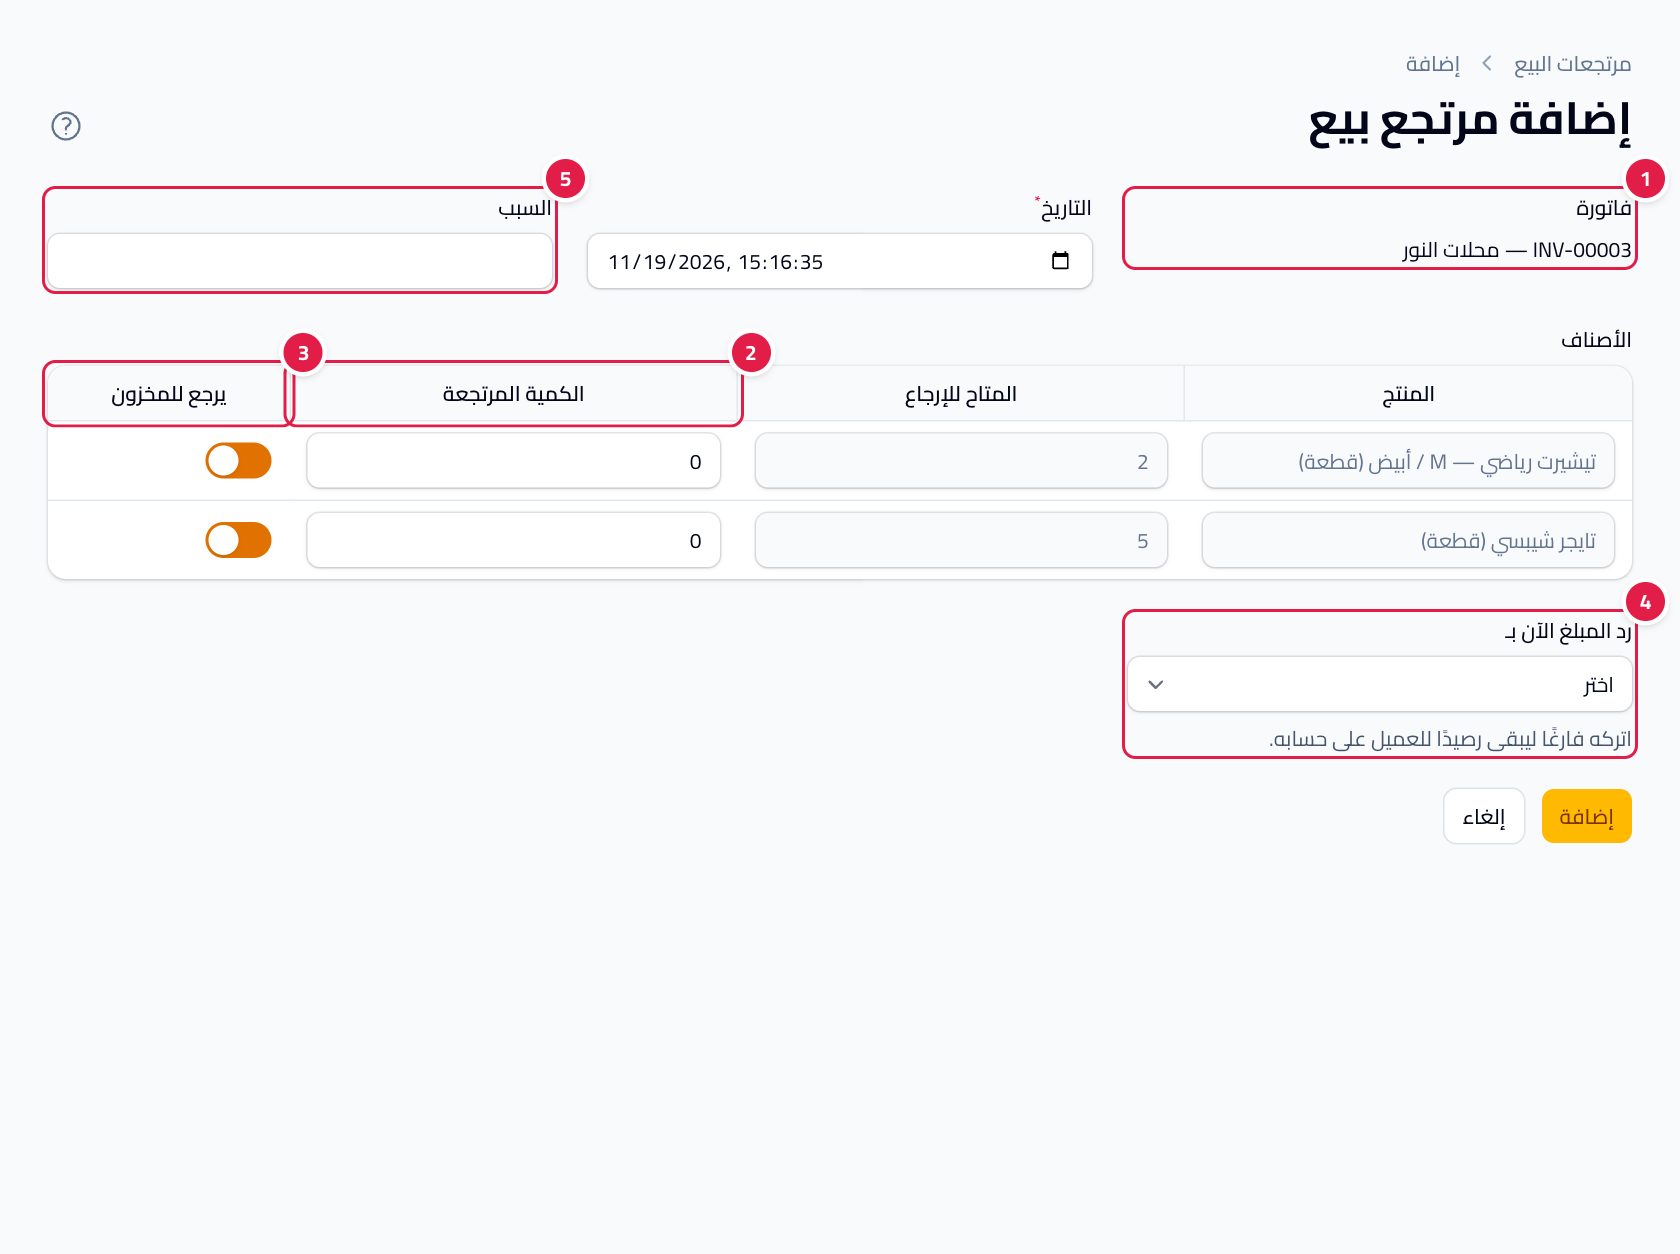 مرتجعات البيع
إضافة
إضافة مرتجع بيع
?
1
فاتورة
INV-00003 — محلات النور
التاريخ*
11/19/2026, 15:16:35
5
السبب
الأصناف
2
3
المنتج
المتاح للإرجاع
الكمية المرتجعة
يرجع للمخزون
تيشيرت رياضي — M / أبيض (قطعة)
2
0
تايجر شيبسي (قطعة)
5
0
4
رد المبلغ الآن بـ
اختر
اتركه فارغًا ليبقى رصيدًا للعميل على حسابه.
إضافة
إلغاء